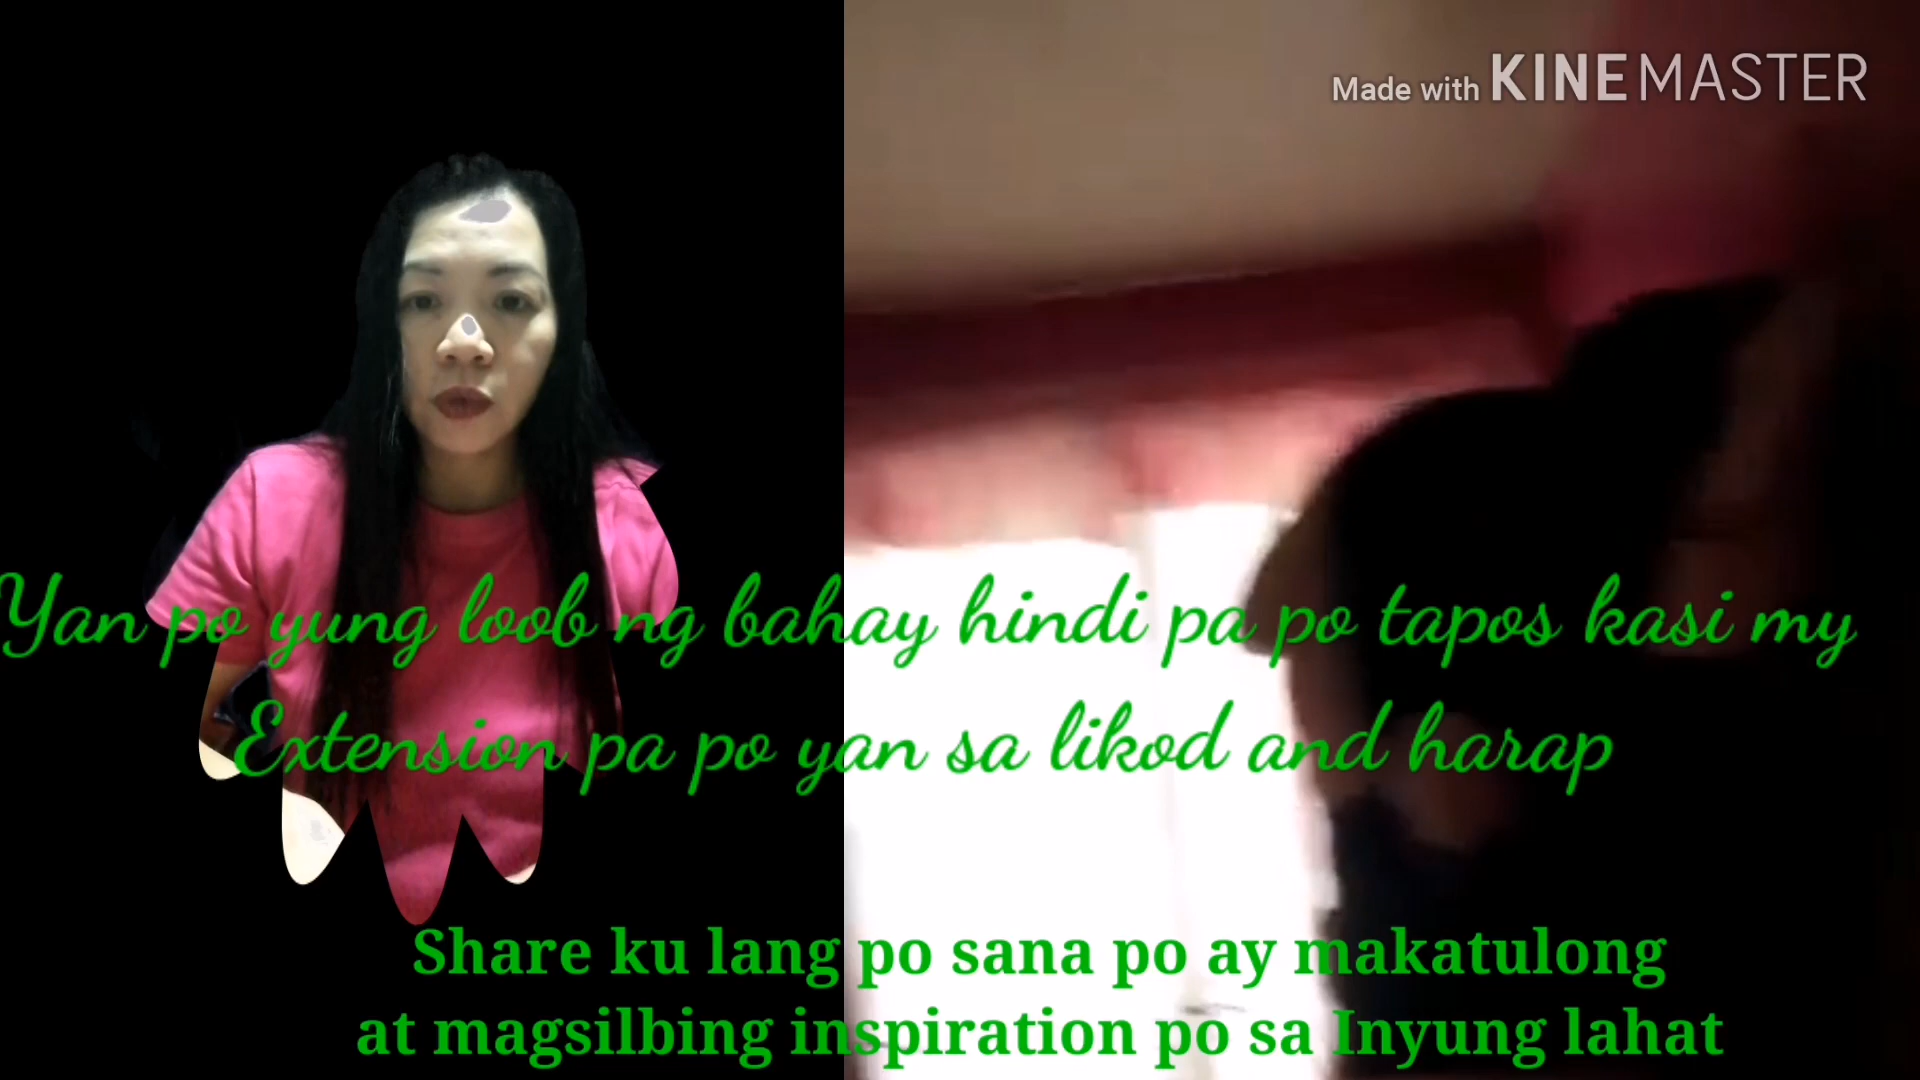 Made with KINEMASTER
Yan po yung loob ng bahay hindi pa po tapos kasi my
Extension pa po yan sa likod and harap
Share ku lang po sana po ay makatulong
at magsilbing inspiration po sa Inyung lahat